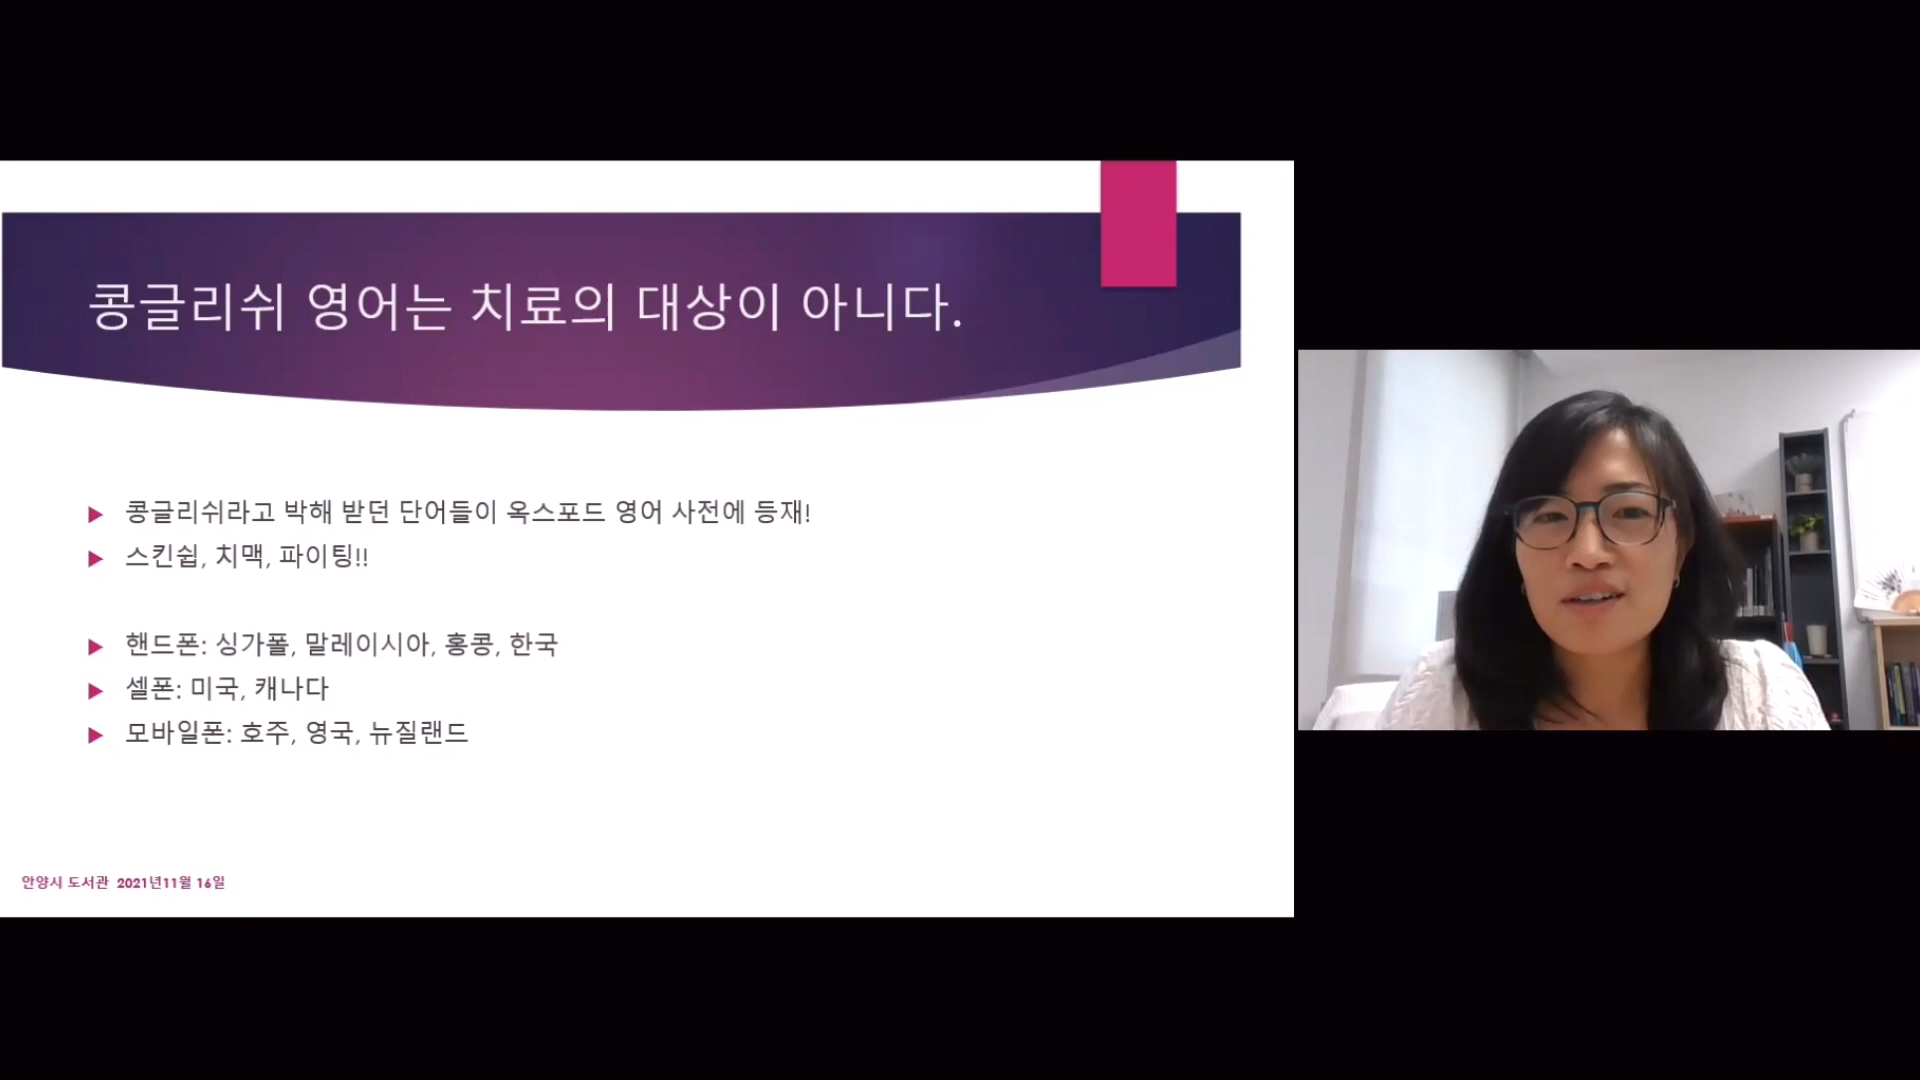 콩글리쉬 영어는 치료의 대상이 아니다.
콩글리쉬라고 박해 받던 단어들이 옥스포드 영어 사전에 등재!
스킨쉽, 치맥, 파이팅!!
핸드폰: 싱가폴, 말레이시아, 홍콩, 한국
셀폰: 미국, 캐나다
모바일폰: 호주, 영국, 뉴질랜드
안양시 도서관 2021년11월 16일